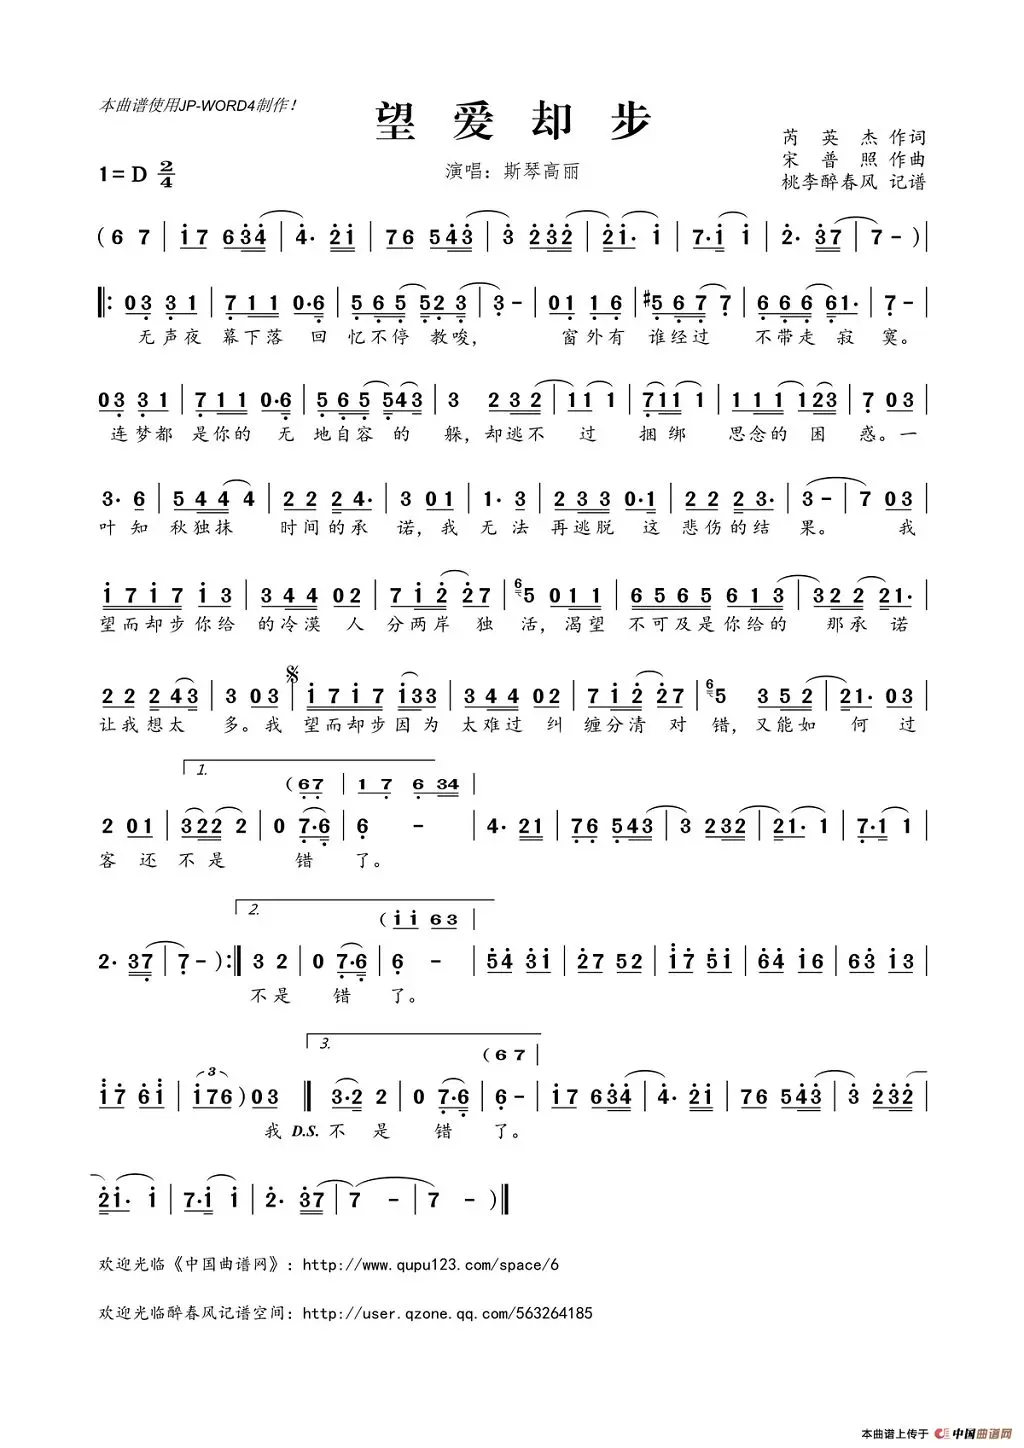 本曲谱使用JP-WORD4制作！
望爱却步
1=D 2/4
演唱：斯琴高丽
芮英杰 作词
宋普照 作曲
桃李醉春风 记谱
(6 7 | i 7 6 3 4 | 4· 2 i | 7 6 5 4 3 | 3 2 3 2 | 2 i· i | 7· i i | 2· 3 7 | 7 - ) |
‖: 0 3 3 1 | 7 1 1 0·6 | 5 6 5 5 2 3 | 3 - | 0 1 1 6 | #5 6 7 7 | 6 6 6 6 1· | 7 - |
无声夜 幕下落 回 忆不停 教唆， 窗外有 谁经过 不带走 寂 寞。
0 3 3 1 | 7 1 1 0·6 | 5 6 5 5 4 3 | 3 2 3 2 | 1 1 1 | 7 1 1 1 | 1 1 1 1 2 3 | 7 0 3 |
连梦都 是你的 无 地自容 的 躲，却逃不 过 捆绑 思念的 困 惑。一
3· 6 | 5 4 4 4 | 2 2 2 4· | 3 0 1 | 1· 3 | 2 3 3 0·1 | 2 2 2 3· | 3 - | 7 0 3 |
叶 知 秋独抹 时间的承 诺，我 无 法 再逃脱 这 悲伤的结 果。 我
i 7 i 7 i 3 | 3 4 4 0 2 | 7 i 2 2 7 | 6 5 0 1 1 | 6 5 6 5 6 1 3 | 3 2 2 2 1· |
望而却步你给 的冷漠 人 分两岸 独 活，渴望 不可及是你给的 那承 诺
2 2 2 4 3 | 3 0 3 | i 7 i 7 i 3 3 | 3 4 4 0 2 | 7 i 2 2 7 | 6 5 3 5 2 | 2 1· 0 3 |
让我想太 多。我 望而却步因为 太难过 纠 缠分清 对 错，又能如 何 过
1. (6 7 | 1 7 6 3 4 |
2 0 1 | 3 2 2 2 | 0 7·6 | 6 - | 4· 2 1 | 7 6 5 4 3 | 3 2 3 2 | 2 1· 1 | 7·1 1 |
客 还 不是 错 了。
2. (i i 6 3 |
2· 3 7 | 7 - ) :‖ 3 2 | 0 7·6 | 6 - | 5 4 3 i | 2 7 5 2 | i 7 5 i | 6 4 i 6 | 6 3 i 3 |
不是 错 了。
3. (6 7 |
i 7 6 i | i 7 6 ) 0 3 ‖ 3·2 2 | 0 7·6 | 6 - | i 7 6 3 4 | 4· 2 i | 7 6 5 4 3 | 3 2 3 2 |
我 D.S. 不 是 错 了。
2 i· i | 7·i i | 2· 3 7 | 7 - | 7 - ) ‖
欢迎光临《中国曲谱网》：http://www.qupu123.com/space/6
欢迎光临醉春风记谱空间：http://user.qzone.qq.com/563264185
本曲谱上传于 中国曲谱网